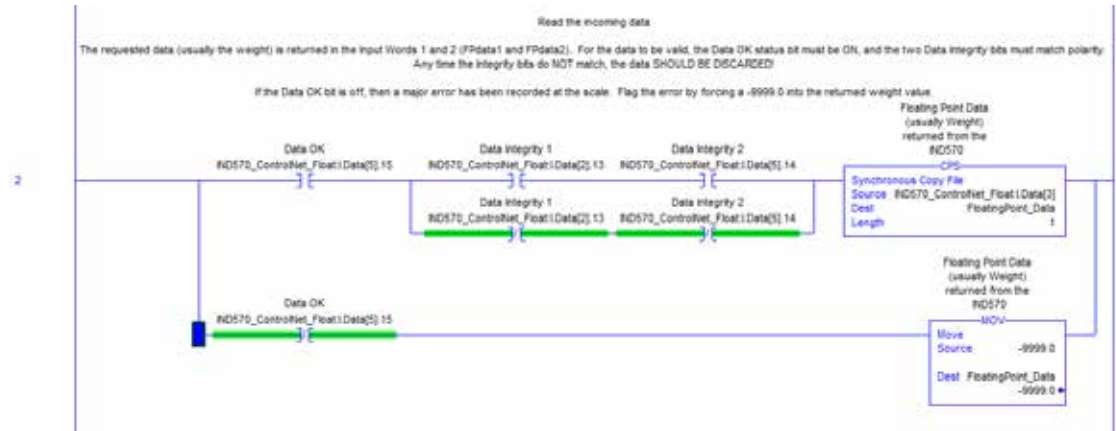 Read the incoming data
The requested data (usually the weight) is returned in the Input Words 1 and 2 (FPdata1 and FPdata2). For the data to be valid, the Data OK status bit must be ON, and the two Data Integrity bits must match polarity.
Any time the Integrity bits do NOT match, the data SHOULD BE DISCARDED!
If the Data OK bit is off, then a major error has been recorded at the scale. Flag the error by forcing a -9999.0 into the returned weight value.
Floating Point Data
(usually Weight)
returned from the
IND570
Data OK
IND570_ControlNet_Float:I.Data[5].15
Data Integrity 1
IND570_ControlNet_Float:I.Data[2].13
Data Integrity 2
IND570_ControlNet_Float:I.Data[5].14
2
CPS
Synchronous Copy File
Source IND570_ControlNet_Float:I.Data[3]
Dest FloatingPoint_Data
Length 1
Data Integrity 1
IND570_ControlNet_Float:I.Data[2].13
Data Integrity 2
IND570_ControlNet_Float:I.Data[5].14
Floating Point Data
(usually Weight)
returned from the
IND570
Data OK
IND570_ControlNet_Float:I.Data[5].15
MOV
Move
Source -9999.0
Dest FloatingPoint_Data
-9999.0